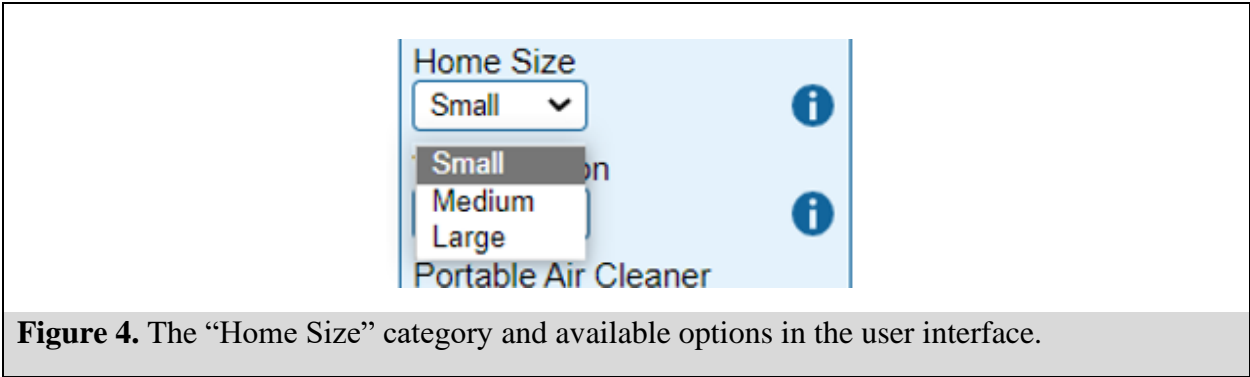 Home Size
Small
Small
on
Medium
Large
Portable Air Cleaner
Figure 4. The “Home Size” category and available options in the user interface.